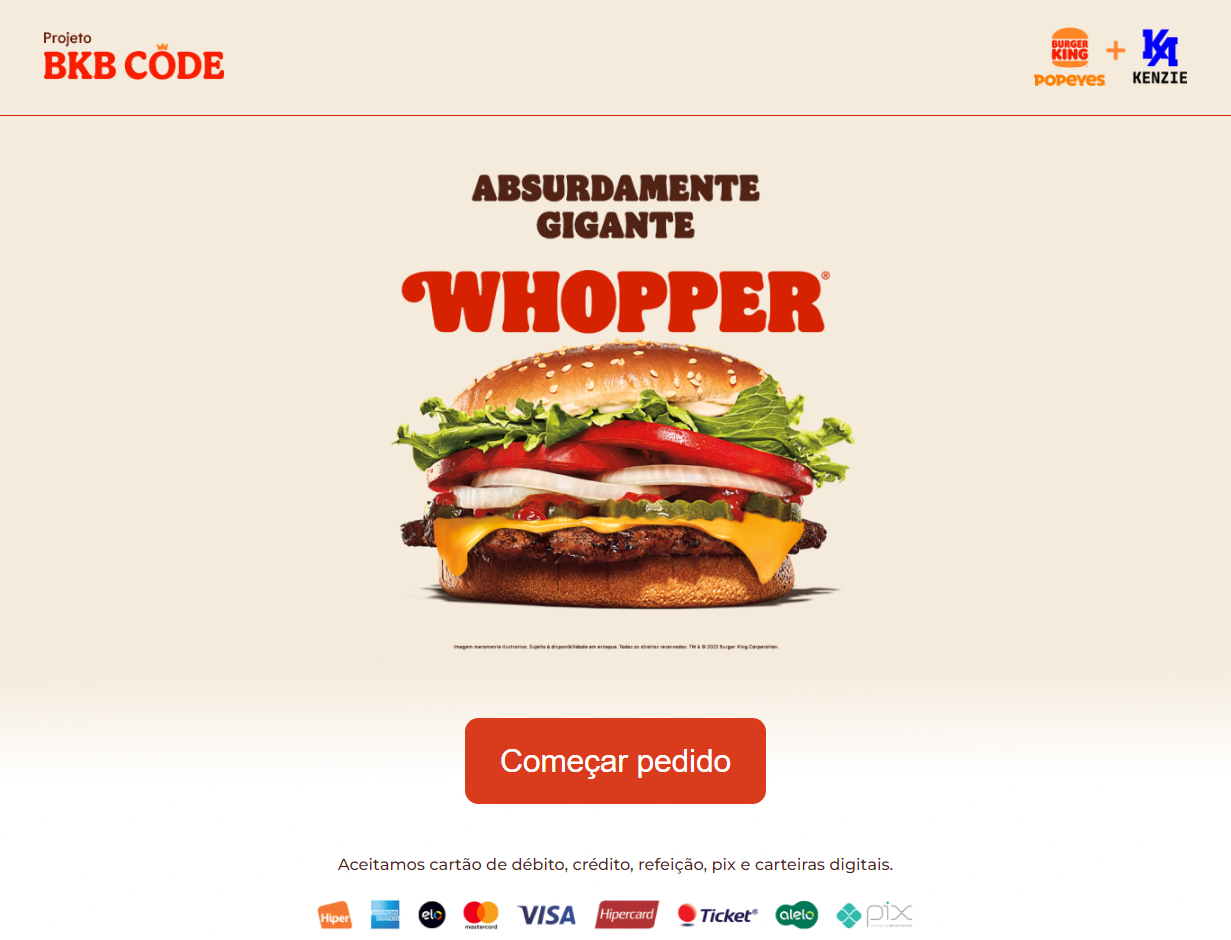 Projeto
BKB CODE
BURGER
KING
POPEYES
+
KA
KENZIE
ABSURDAMENTE
GIGANTE
WHOPPER®
Imagem meramente ilustrativa. Sujeito à disponibilidade em estoque. Todos os direitos reservados. TM & © 2022 Burger King Corporation.
Começar pedido
Aceitamos cartão de débito, crédito, refeição, pix e carteiras digitais.
Hiper
AMERICAN
EXPRESS
elo
mastercard
VISA
Hipercard
Ticket®
alelo
pix